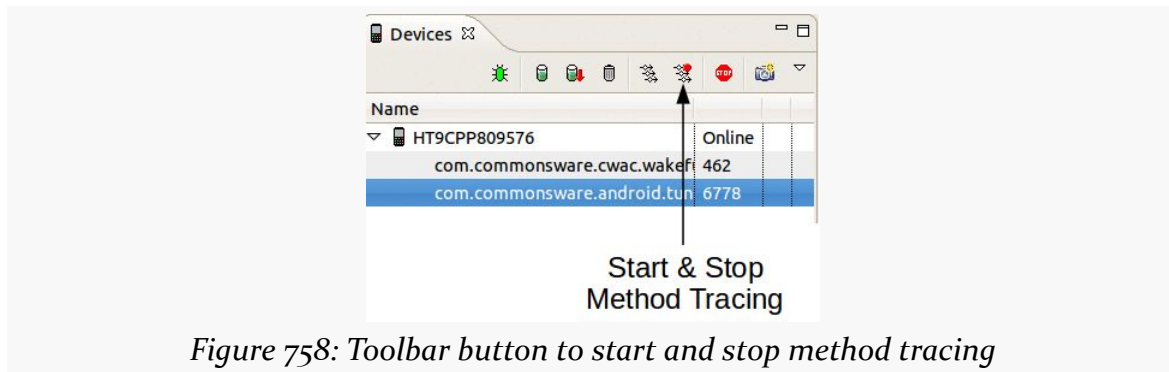 Devices
STOP
Name
HT9CPP809576 Online
com.commonsware.cwac.wakef 462
com.commonsware.android.tun 6778
Start & Stop
Method Tracing
Figure 758: Toolbar button to start and stop method tracing